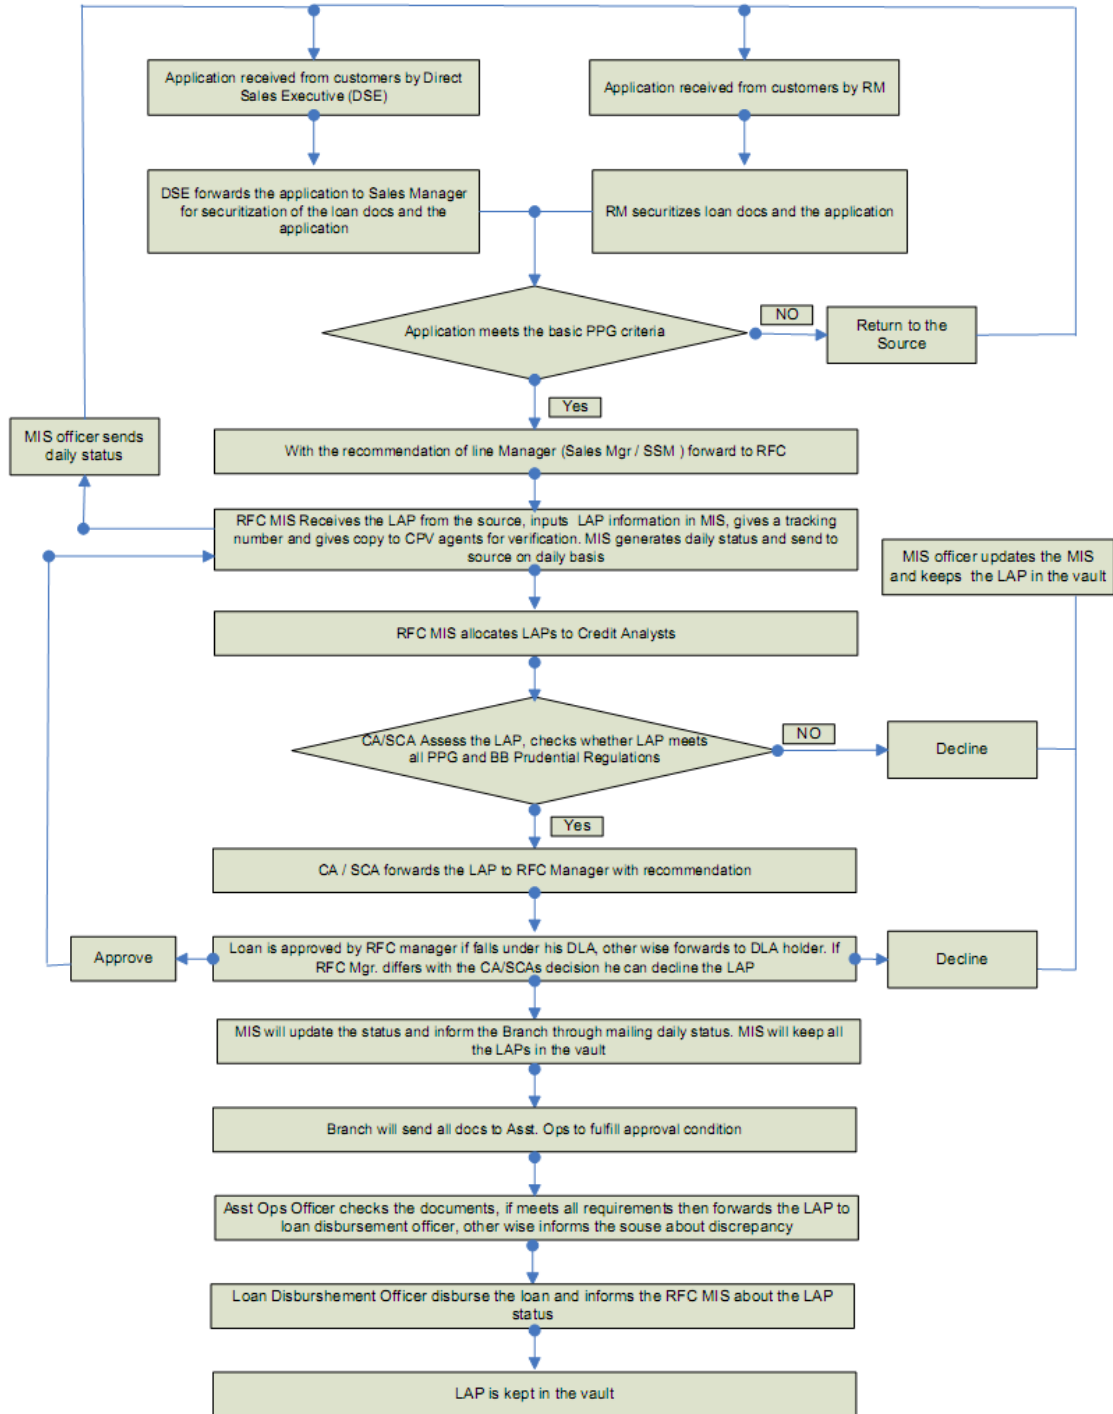 Application received from customers by Direct
Sales Executive (DSE)
Application received from customers by RM
DSE forwards the application to Sales Manager
for securitization of the loan docs and the
application
RM securitizes loan docs and the application
Application meets the basic PPG criteria
NO
Return to the
Source
Yes
MIS officer sends
daily status
With the recommendation of line Manager (Sales Mgr / SSM ) forward to RFC
RFC MIS Receives the LAP from the source, inputs LAP information in MIS, gives a tracking
number and gives copy to CPV agents for verification. MIS generates daily status and send to
source on daily basis
MIS officer updates the MIS
and keeps the LAP in the vault
RFC MIS allocates LAPs to Credit Analysts
CA/SCA Assess the LAP, checks whether LAP meets
all PPG and BB Prudential Regulations
NO
Decline
Yes
CA / SCA forwards the LAP to RFC Manager with recommendation
Approve
Loan is approved by RFC manager if falls under his DLA, other wise forwards to DLA holder. If
RFC Mgr. differs with the CA/SCAs decision he can decline the LAP
Decline
MIS will update the status and inform the Branch through mailing daily status. MIS will keep all
the LAPs in the vault
Branch will send all docs to Asst. Ops to fulfill approval condition
Asst Ops Officer checks the documents, if meets all requirements then forwards the LAP to
loan disbursement officer, other wise informs the souse about discrepancy
Loan Disburshement Officer disburse the loan and informs the RFC MIS about the LAP
status
LAP is kept in the vault